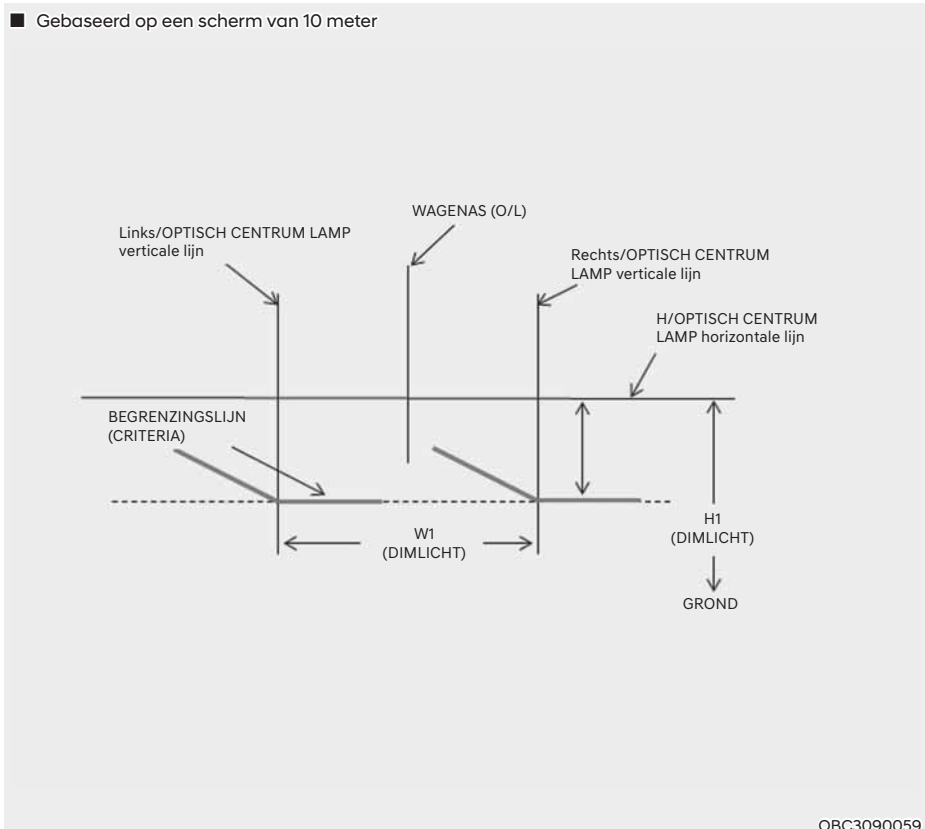 ■ Gebaseerd op een scherm van 10 meter
WAGENAS (O/L)
Links/OPTISCH CENTRUM LAMP
verticale lijn
Rechts/OPTISCH CENTRUM
LAMP verticale lijn
H/OPTISCH CENTRUM
LAMP horizontale lijn
BEGRENZINGSLIJN
(CRITERIA)
W1
(DIMLICHT)
H1
(DIMLICHT)
GROND
OBC3090059